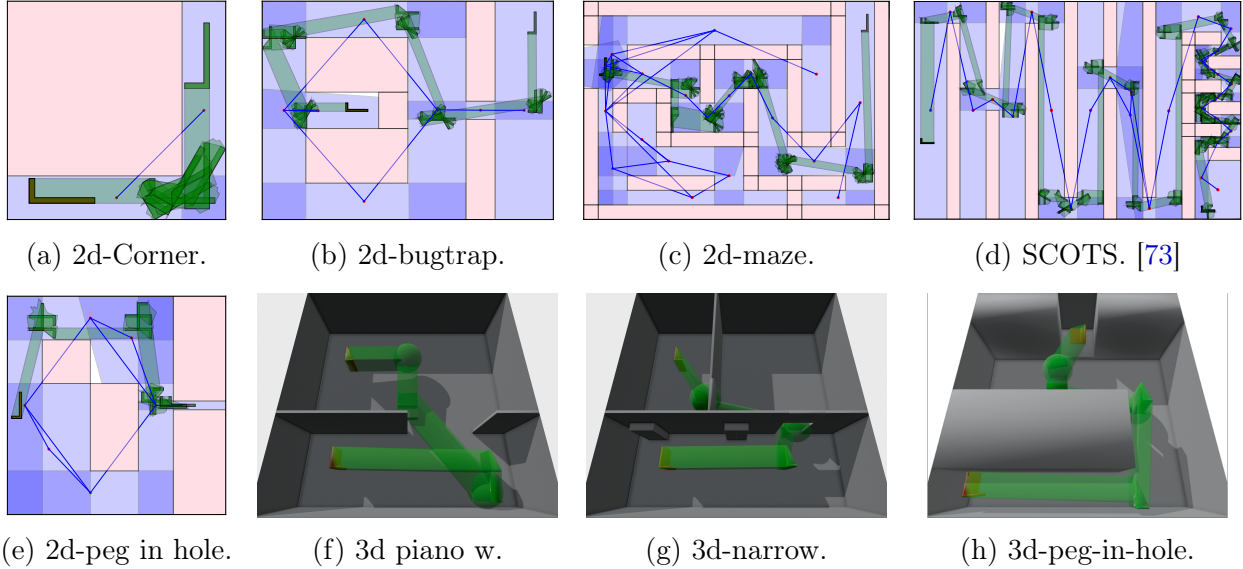 (a) 2d-Corner.
(b) 2d-bugtrap.
(c) 2d-maze.
(d) SCOTS. [73]
(e) 2d-peg in hole.
(f) 3d piano w.
(g) 3d-narrow.
(h) 3d-peg-in-hole.